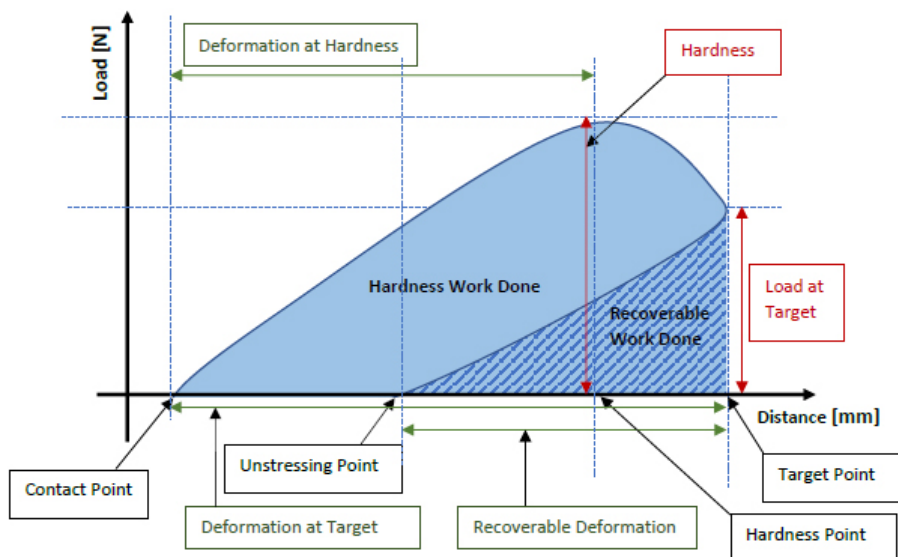 Load [N]
Deformation at Hardness
Hardness
Hardness Work Done
Recoverable
Work Done
Load at
Target
Distance [mm]
Contact Point
Unstressing Point
Target Point
Deformation at Target
Recoverable Deformation
Hardness Point